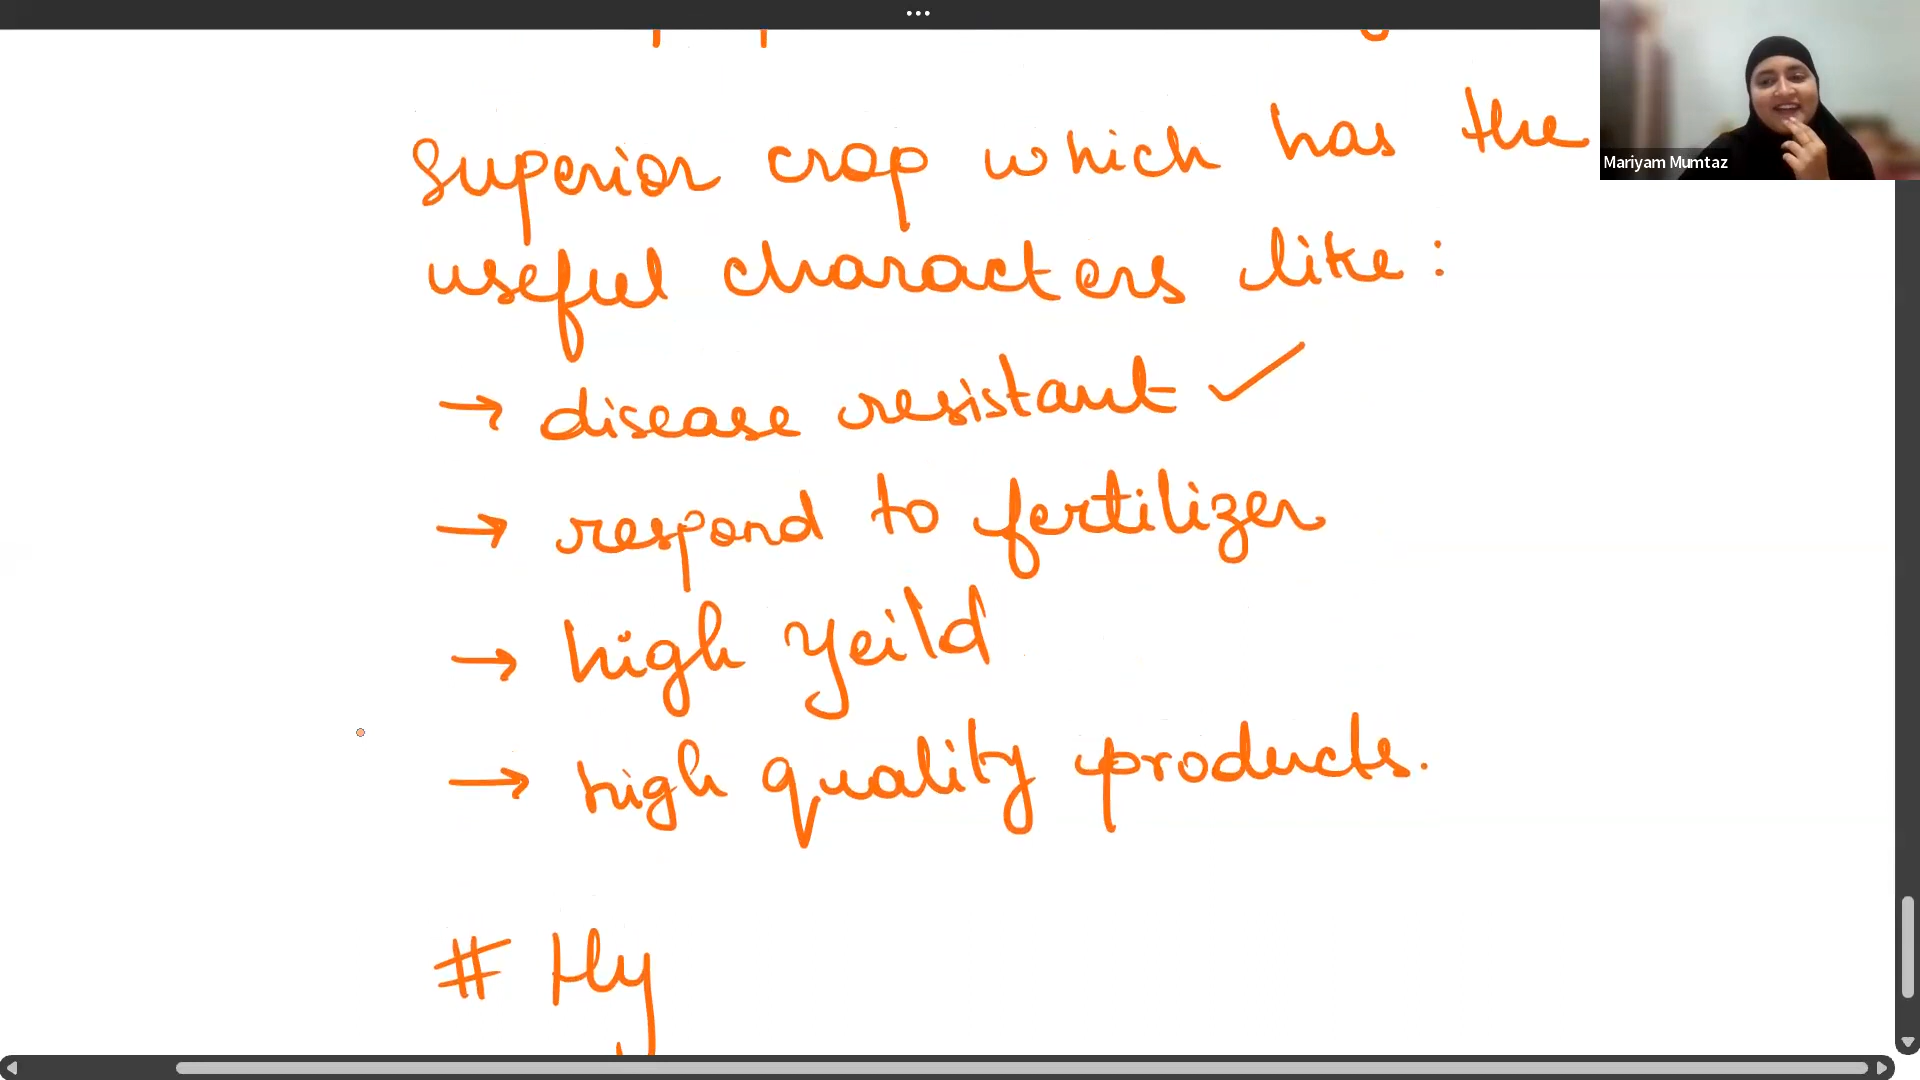 superior crop which has the
Mariyam Mumtaz
useful characters like:
→ disease resistant ✓
→ respond to fertilizer
→ high yeild
→ high quality products.
# Hy